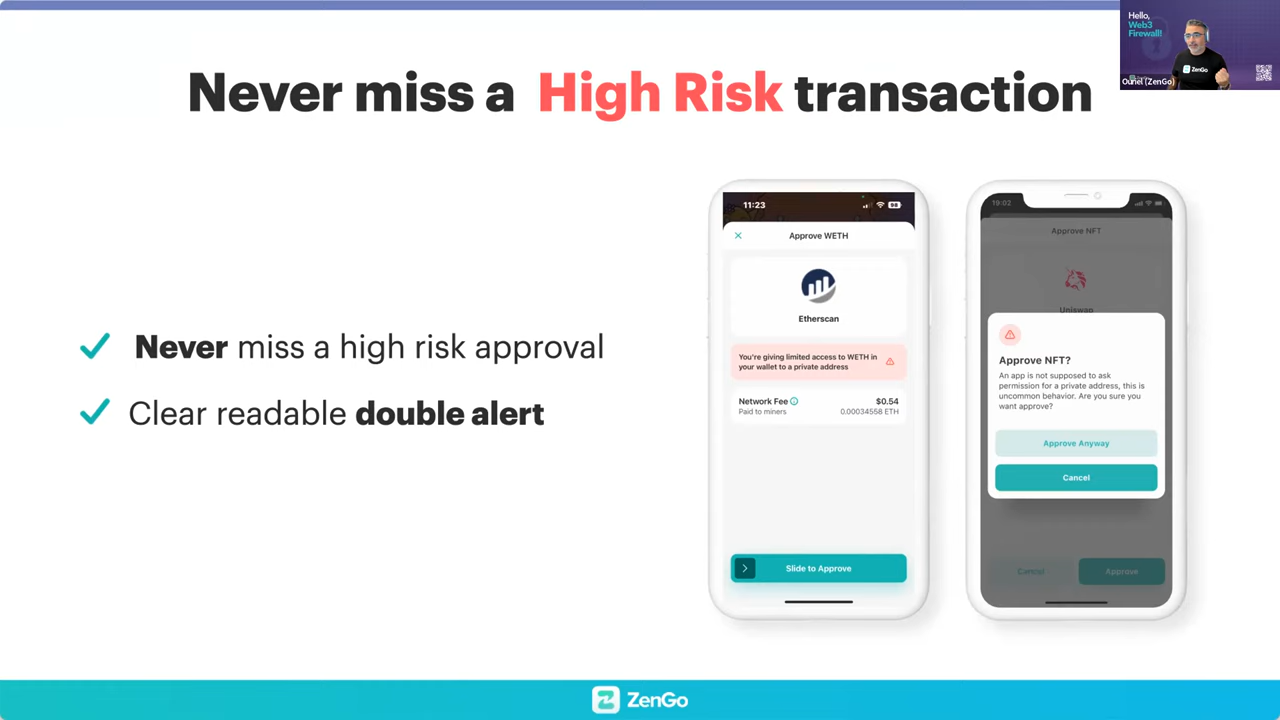 Never miss a High Risk transaction
Hello,
Web3
Firewall!
ZenGo
Ouriel (ZenGo)
Never miss a high risk approval
Clear readable double alert
11:23
98
Approve WETH
Etherscan
You're giving limited access to WETH in
your wallet to a private address
Network Fee
$0.54
Paid to miners
0.00034558 ETH
Slide to Approve
19:02
Approve NFT
Uniswap
Approve NFT?
An app is not supposed to ask
permission for a private address, this is
uncommon behavior. Are you sure you
want approve?
Approve Anyway
Cancel
Cancel
Approve
ZenGo